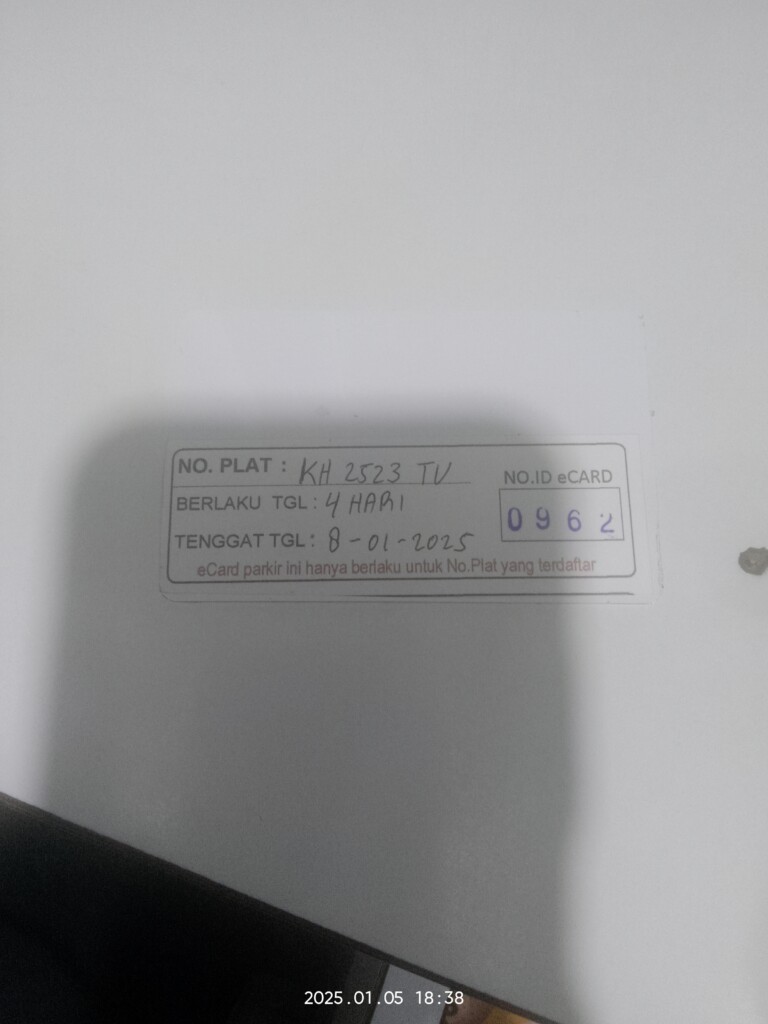 NO. PLAT : KH 2523 TV
BERLAKU TGL : 4 HARI
TENGGAT TGL : 8-01-2025
NO.ID eCARD
0962
eCard parkir ini hanya berlaku untuk No.Plat yang terdaftar
2025.01.05 18:38